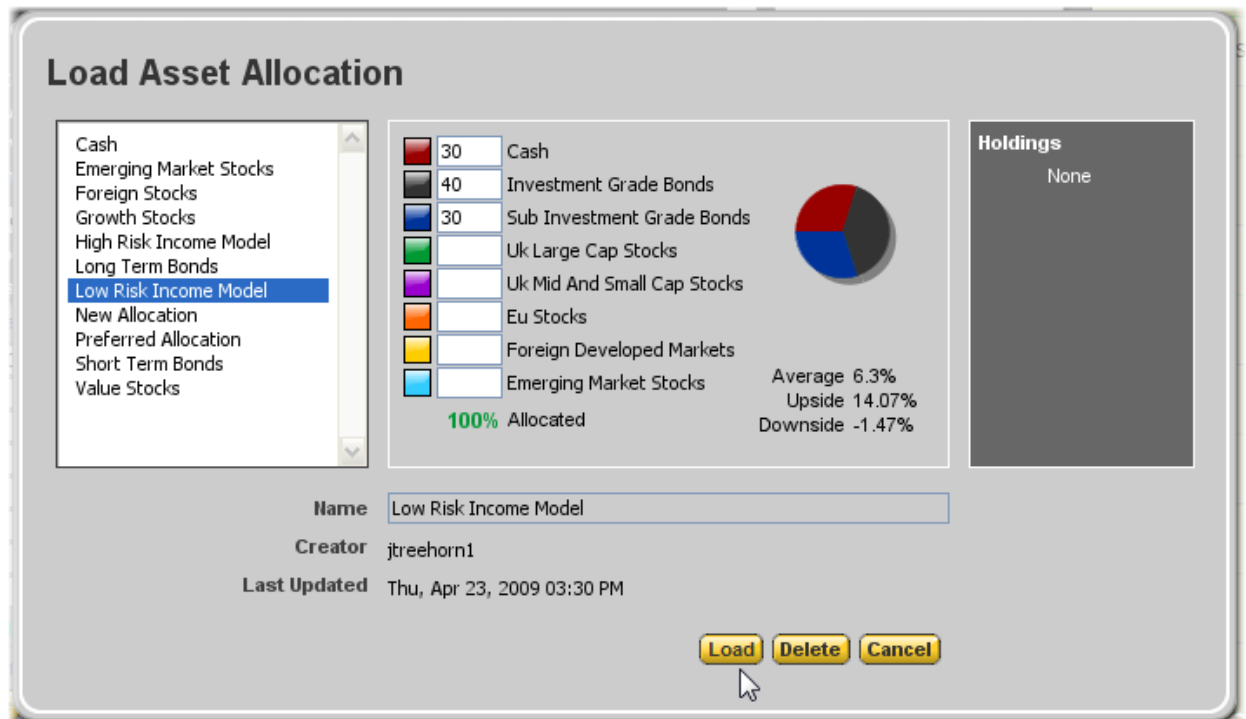 Load Asset Allocation
Cash
Emerging Market Stocks
Foreign Stocks
Growth Stocks
High Risk Income Model
Long Term Bonds
Low Risk Income Model
New Allocation
Preferred Allocation
Short Term Bonds
Value Stocks
30 Cash
40 Investment Grade Bonds
30 Sub Investment Grade Bonds
Uk Large Cap Stocks
Uk Mid And Small Cap Stocks
Eu Stocks
Foreign Developed Markets
Emerging Market Stocks
100% Allocated
Average 6.3%
Upside 14.07%
Downside -1.47%
Holdings
None
Name Low Risk Income Model
Creator jtreehorn1
Last Updated Thu, Apr 23, 2009 03:30 PM
Load Delete Cancel